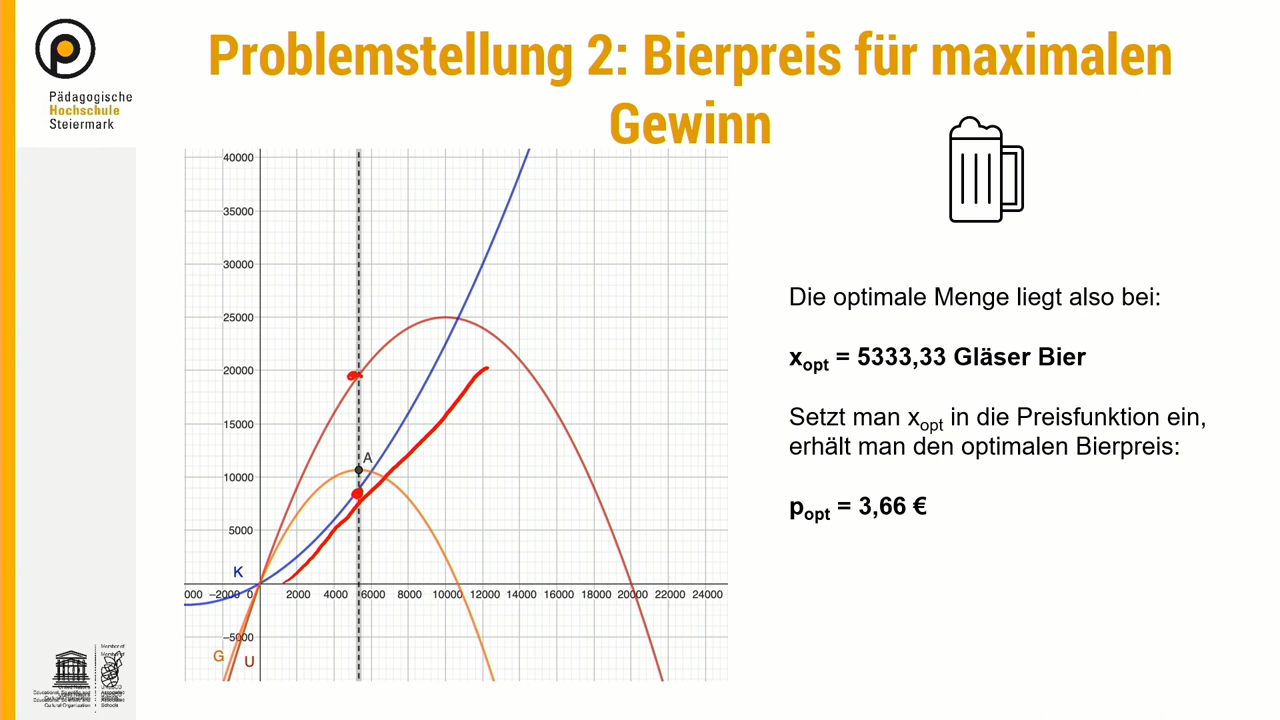 Problemstellung 2: Bierpreis für maximalen
Gewinn
Pädagogische
Hochschule
Steiermark
40000
35000
30000
25000
20000
15000
10000
5000
-5000
A
K
G
U
000 -2000 0 2000 4000 6000 8000 10000 12000 14000 16000 18000 20000 22000 24000
Die optimale Menge liegt also bei:
xopt = 5333,33 Gläser Bier
Setzt man xopt in die Preisfunktion ein,
erhält man den optimalen Bierpreis:
popt = 3,66 €